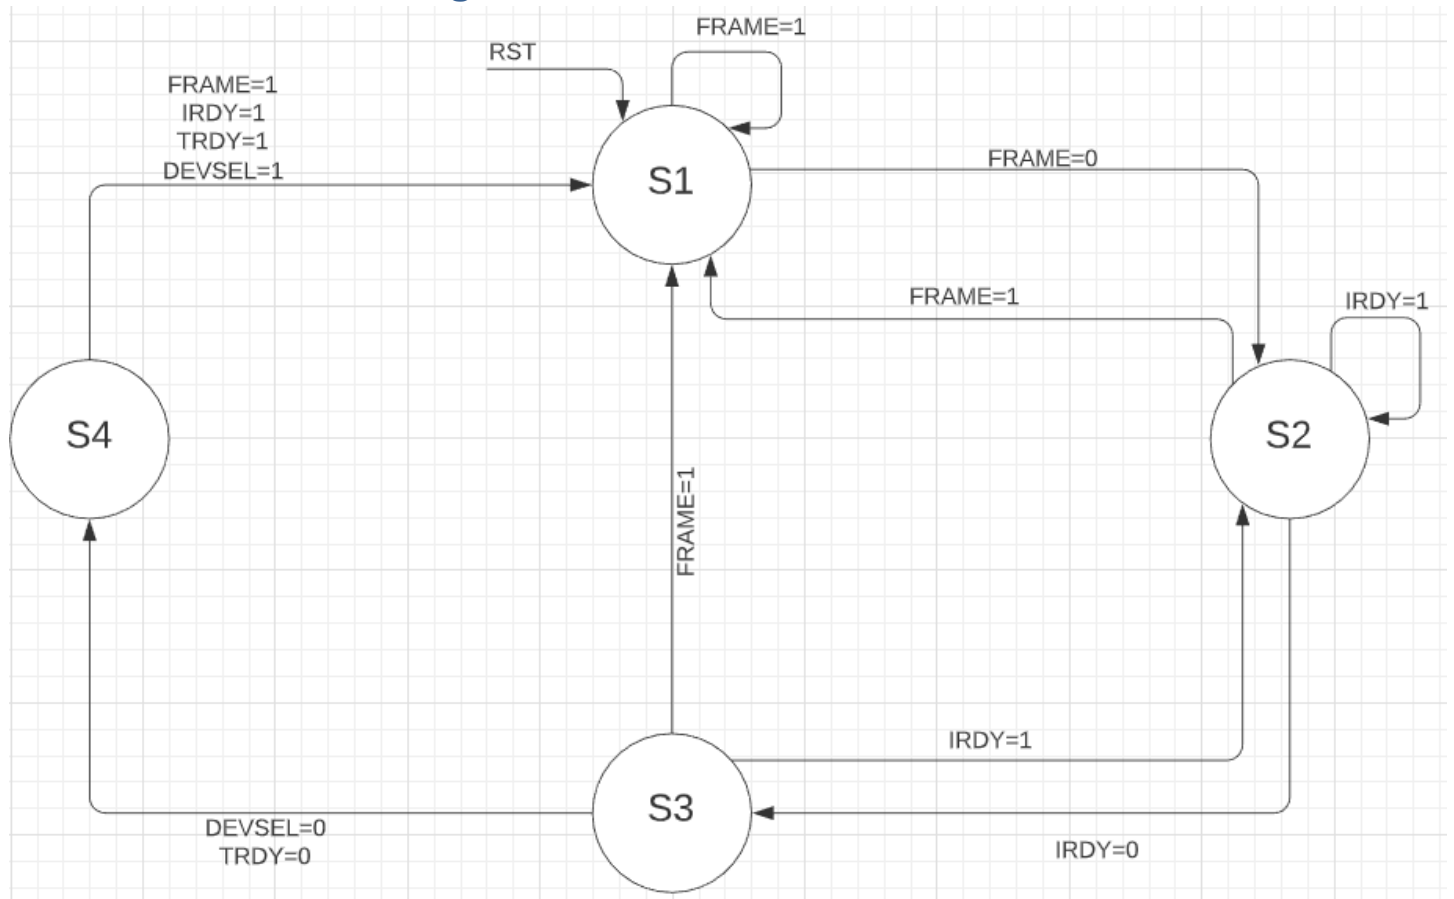 FRAME=1
RST
FRAME=1
IRDY=1
TRDY=1
DEVSEL=1
S1
FRAME=0
FRAME=1
IRDY=1
S4
S2
FRAME=1
IRDY=1
S3
DEVSEL=0
TRDY=0
IRDY=0